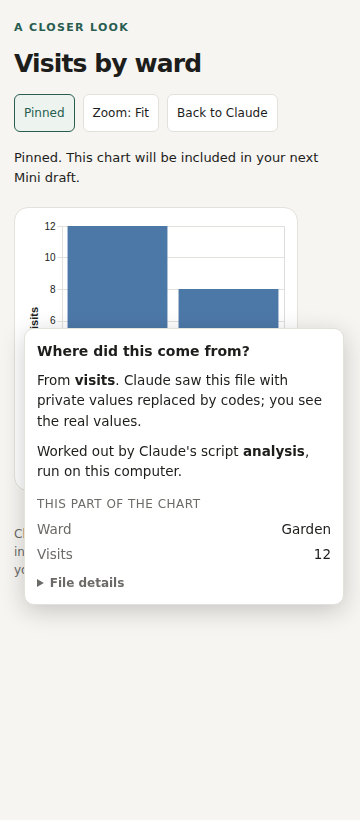 A CLOSER LOOK
Visits by ward
Pinned
Zoom: Fit
Back to Claude
Pinned. This chart will be included in your next
Mini draft.
12
10
8
6
Where did this come from?
From visits. Claude saw this file with
private values replaced by codes; you see
the real values.
Worked out by Claude's script analysis,
run on this computer.
THIS PART OF THE CHART
Ward Garden
Visits 12
▶ File details